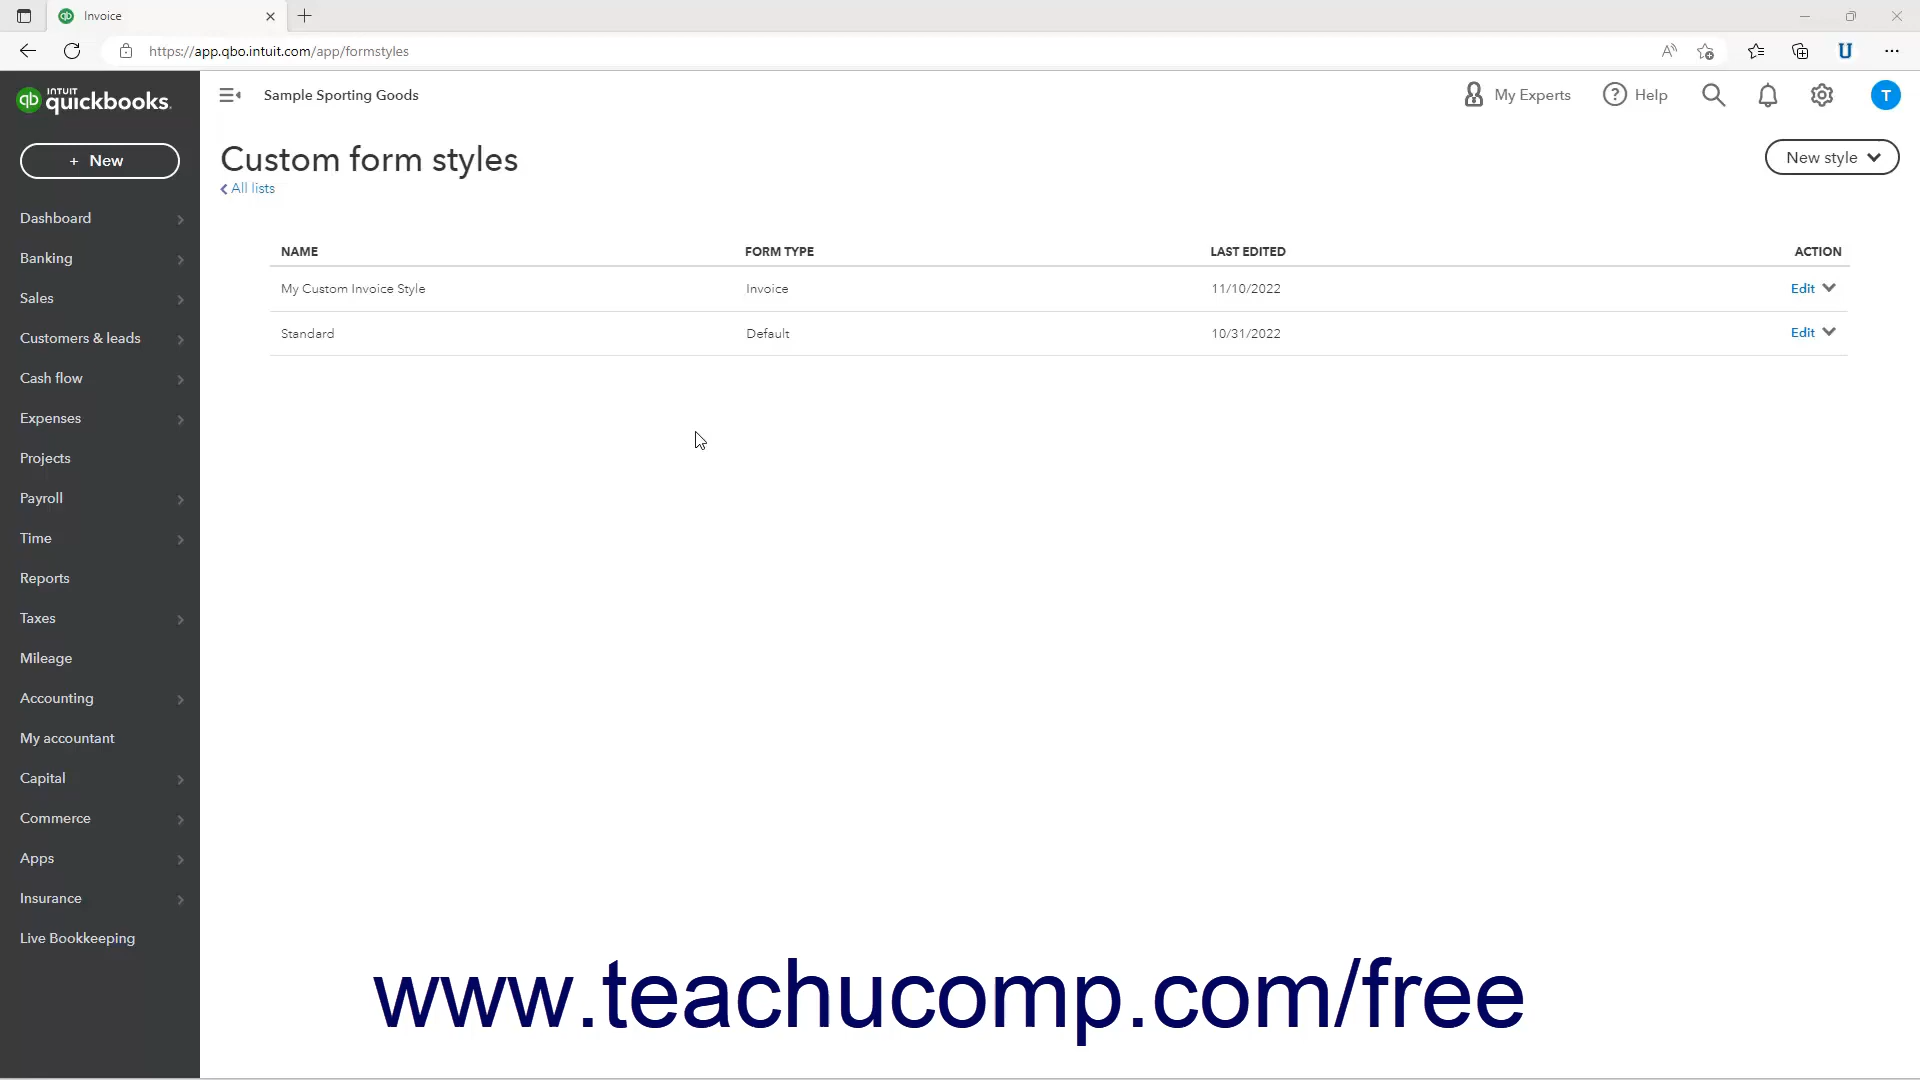 Invoice
https://app.qbo.intuit.com/app/formstyles
INTUIT
quickbooks.
Sample Sporting Goods
My Experts
Help
T
+ New
Custom form styles
New style
All lists
Dashboard
Banking
Sales
Customers & leads
Cash flow
Expenses
Projects
Payroll
Time
Reports
Taxes
Mileage
Accounting
My accountant
Capital
Commerce
Apps
Insurance
Live Bookkeeping
NAME FORM TYPE LAST EDITED ACTION
My Custom Invoice Style Invoice 11/10/2022 Edit
Standard Default 10/31/2022 Edit
www.teachucomp.com/free